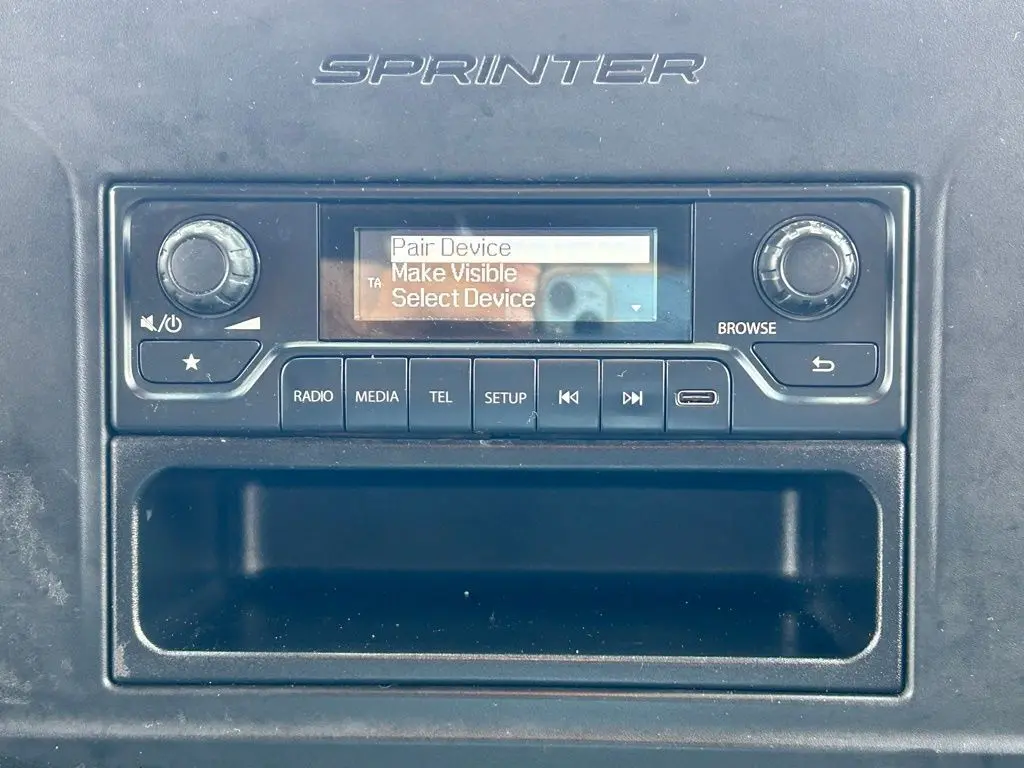 SPRINTER
Pair Device
TA
Make Visible
Select Device
BROWSE
RADIO
MEDIA
TEL
SETUP